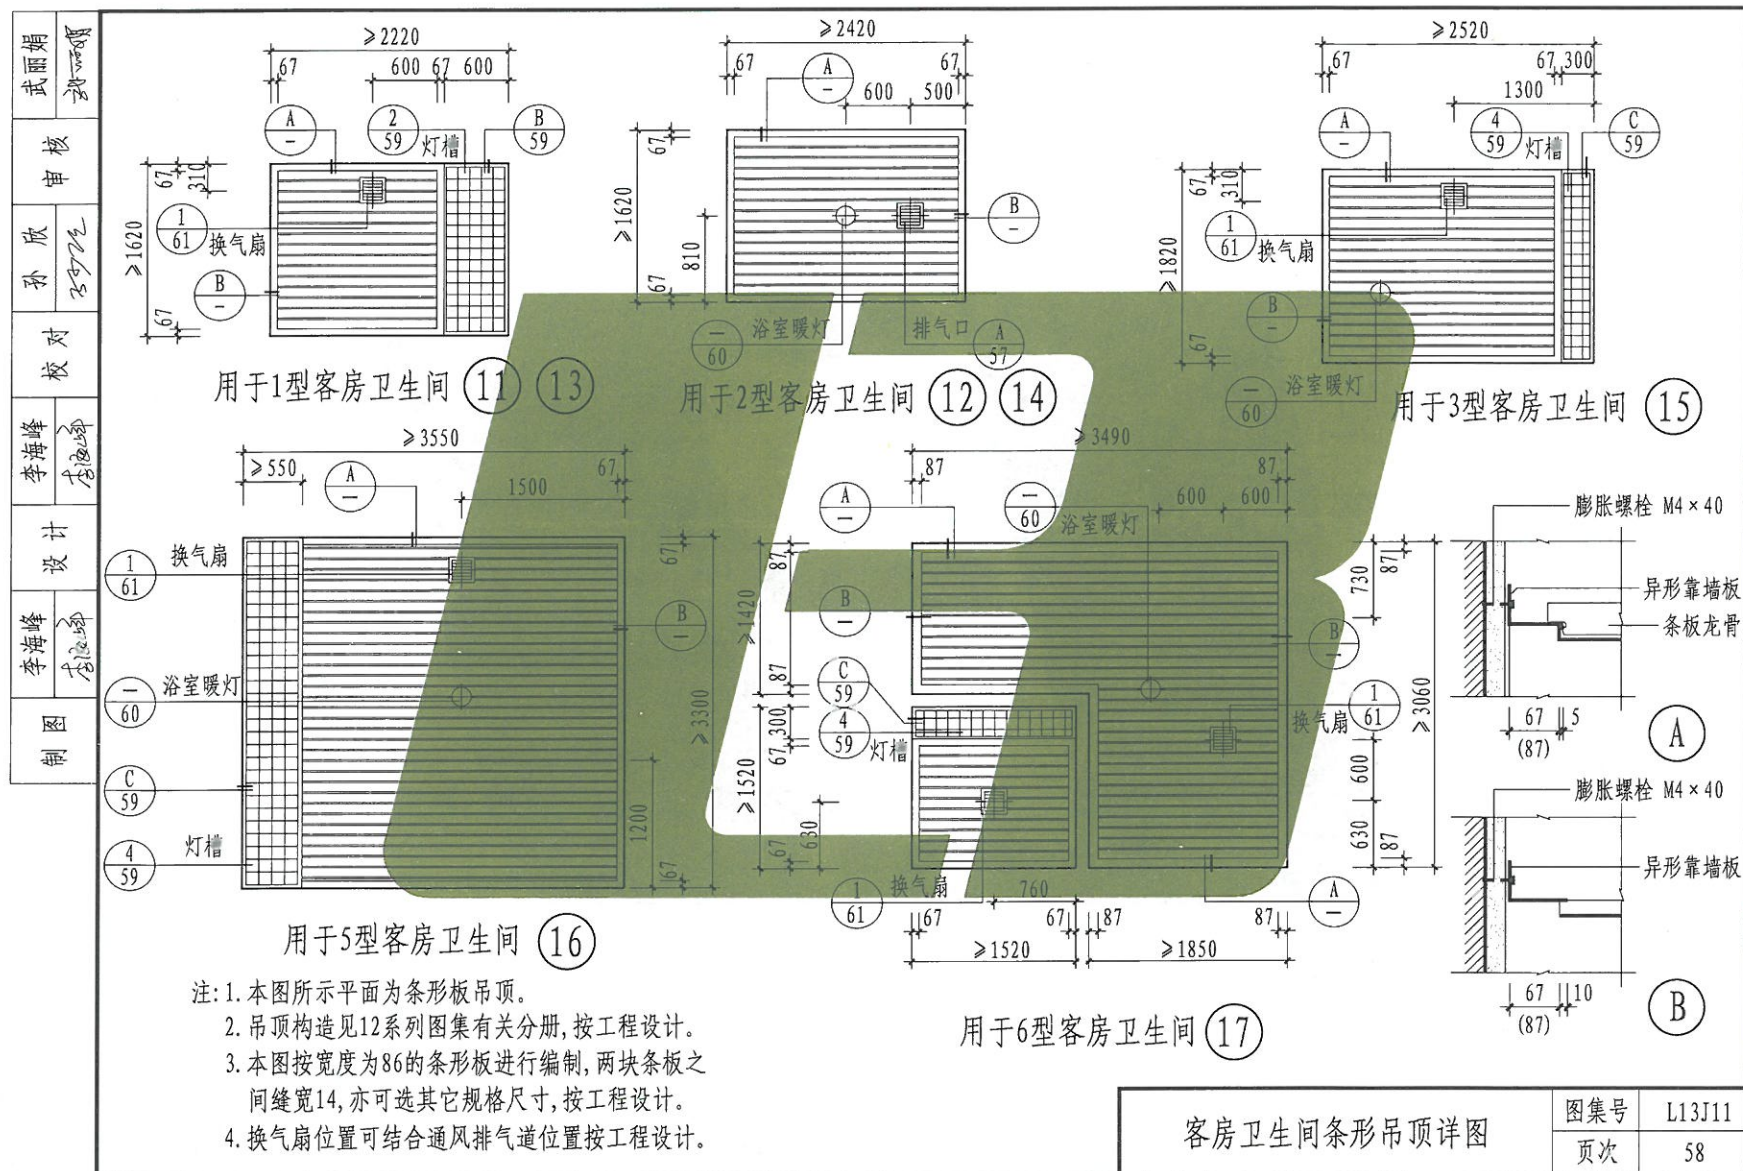 武丽娟
审核
孙欣
校对
李海峰
设计
李海峰
制图
≥2220
67
600
67
600
A
—
2
59
灯槽
B
59
≥1620
67
310
67
1
61
换气扇
B
—
用于1型客房卫生间 11 13
≥2420
67
67
A
—
600
500
≥1620
67
810
67
B
—
—
60
浴室暖灯
排气口
A
57
用于2型客房卫生间 12 14
≥2520
67
67
300
1300
A
—
4
59
灯槽
C
59
≥1820
67
310
67
1
61
换气扇
B
—
—
60
浴室暖灯
用于3型客房卫生间 15
≥3550
≥550
67
A
—
1500
换气扇
1
61
67
B
—
浴室暖灯
—
60
≥3300
C
59
1200
灯槽
4
59
67
用于5型客房卫生间 16
≥3490
87
87
A
—
—
60
浴室暖灯
600
600
87
≥1420
87
B
—
730
87
B
—
C
59
4
59
灯槽
300
67
≥1520
630
67
1
61
换气扇
≥3060
600
630
87
1
61
换气扇
760
A
—
67
67
87
87
≥1520
≥1850
用于6型客房卫生间 17
膨胀螺栓 M4×40
异形靠墙板
条板龙骨
67
5
(87)
A
膨胀螺栓 M4×40
异形靠墙板
67
10
(87)
B
注:1.本图所示平面为条形板吊顶。
2.吊顶构造见12系列图集有关分册,按工程设计。
3.本图按宽度为86的条形板进行编制,两块条板之
间缝宽14,亦可选其它规格尺寸,按工程设计。
4.换气扇位置可结合通风排气道位置按工程设计。
客房卫生间条形吊顶详图
图集号
L13J11
页次
58